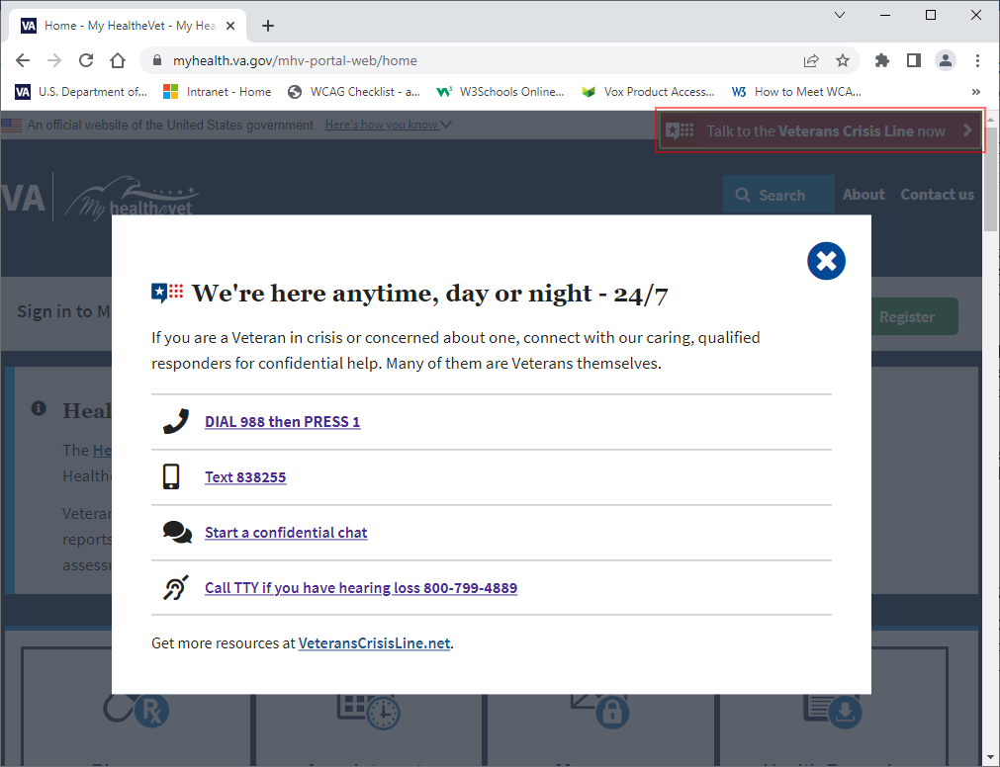 VA Home - My HealtheVet - My Hea
myhealth.va.gov/mhv-portal-web/home
VA U.S. Department of...
Intranet - Home
WCAG Checklist - a...
W3Schools Online...
Vox Product Access...
W3 How to Meet WCA...
»
An official website of the United States government. Here's how you know
Talk to the Veterans Crisis Line now
VA
My healthevet
Search
About
Contact us
Sign in to M
Register
We're here anytime, day or night - 24/7
If you are a Veteran in crisis or concerned about one, connect with our caring, qualified
responders for confidential help. Many of them are Veterans themselves.
DIAL 988 then PRESS 1
Text 838255
Start a confidential chat
Call TTY if you have hearing loss 800-799-4889
Get more resources at VeteransCrisisLine.net.
Heal
The He
Health
Veteran
reports
assessm
Rx